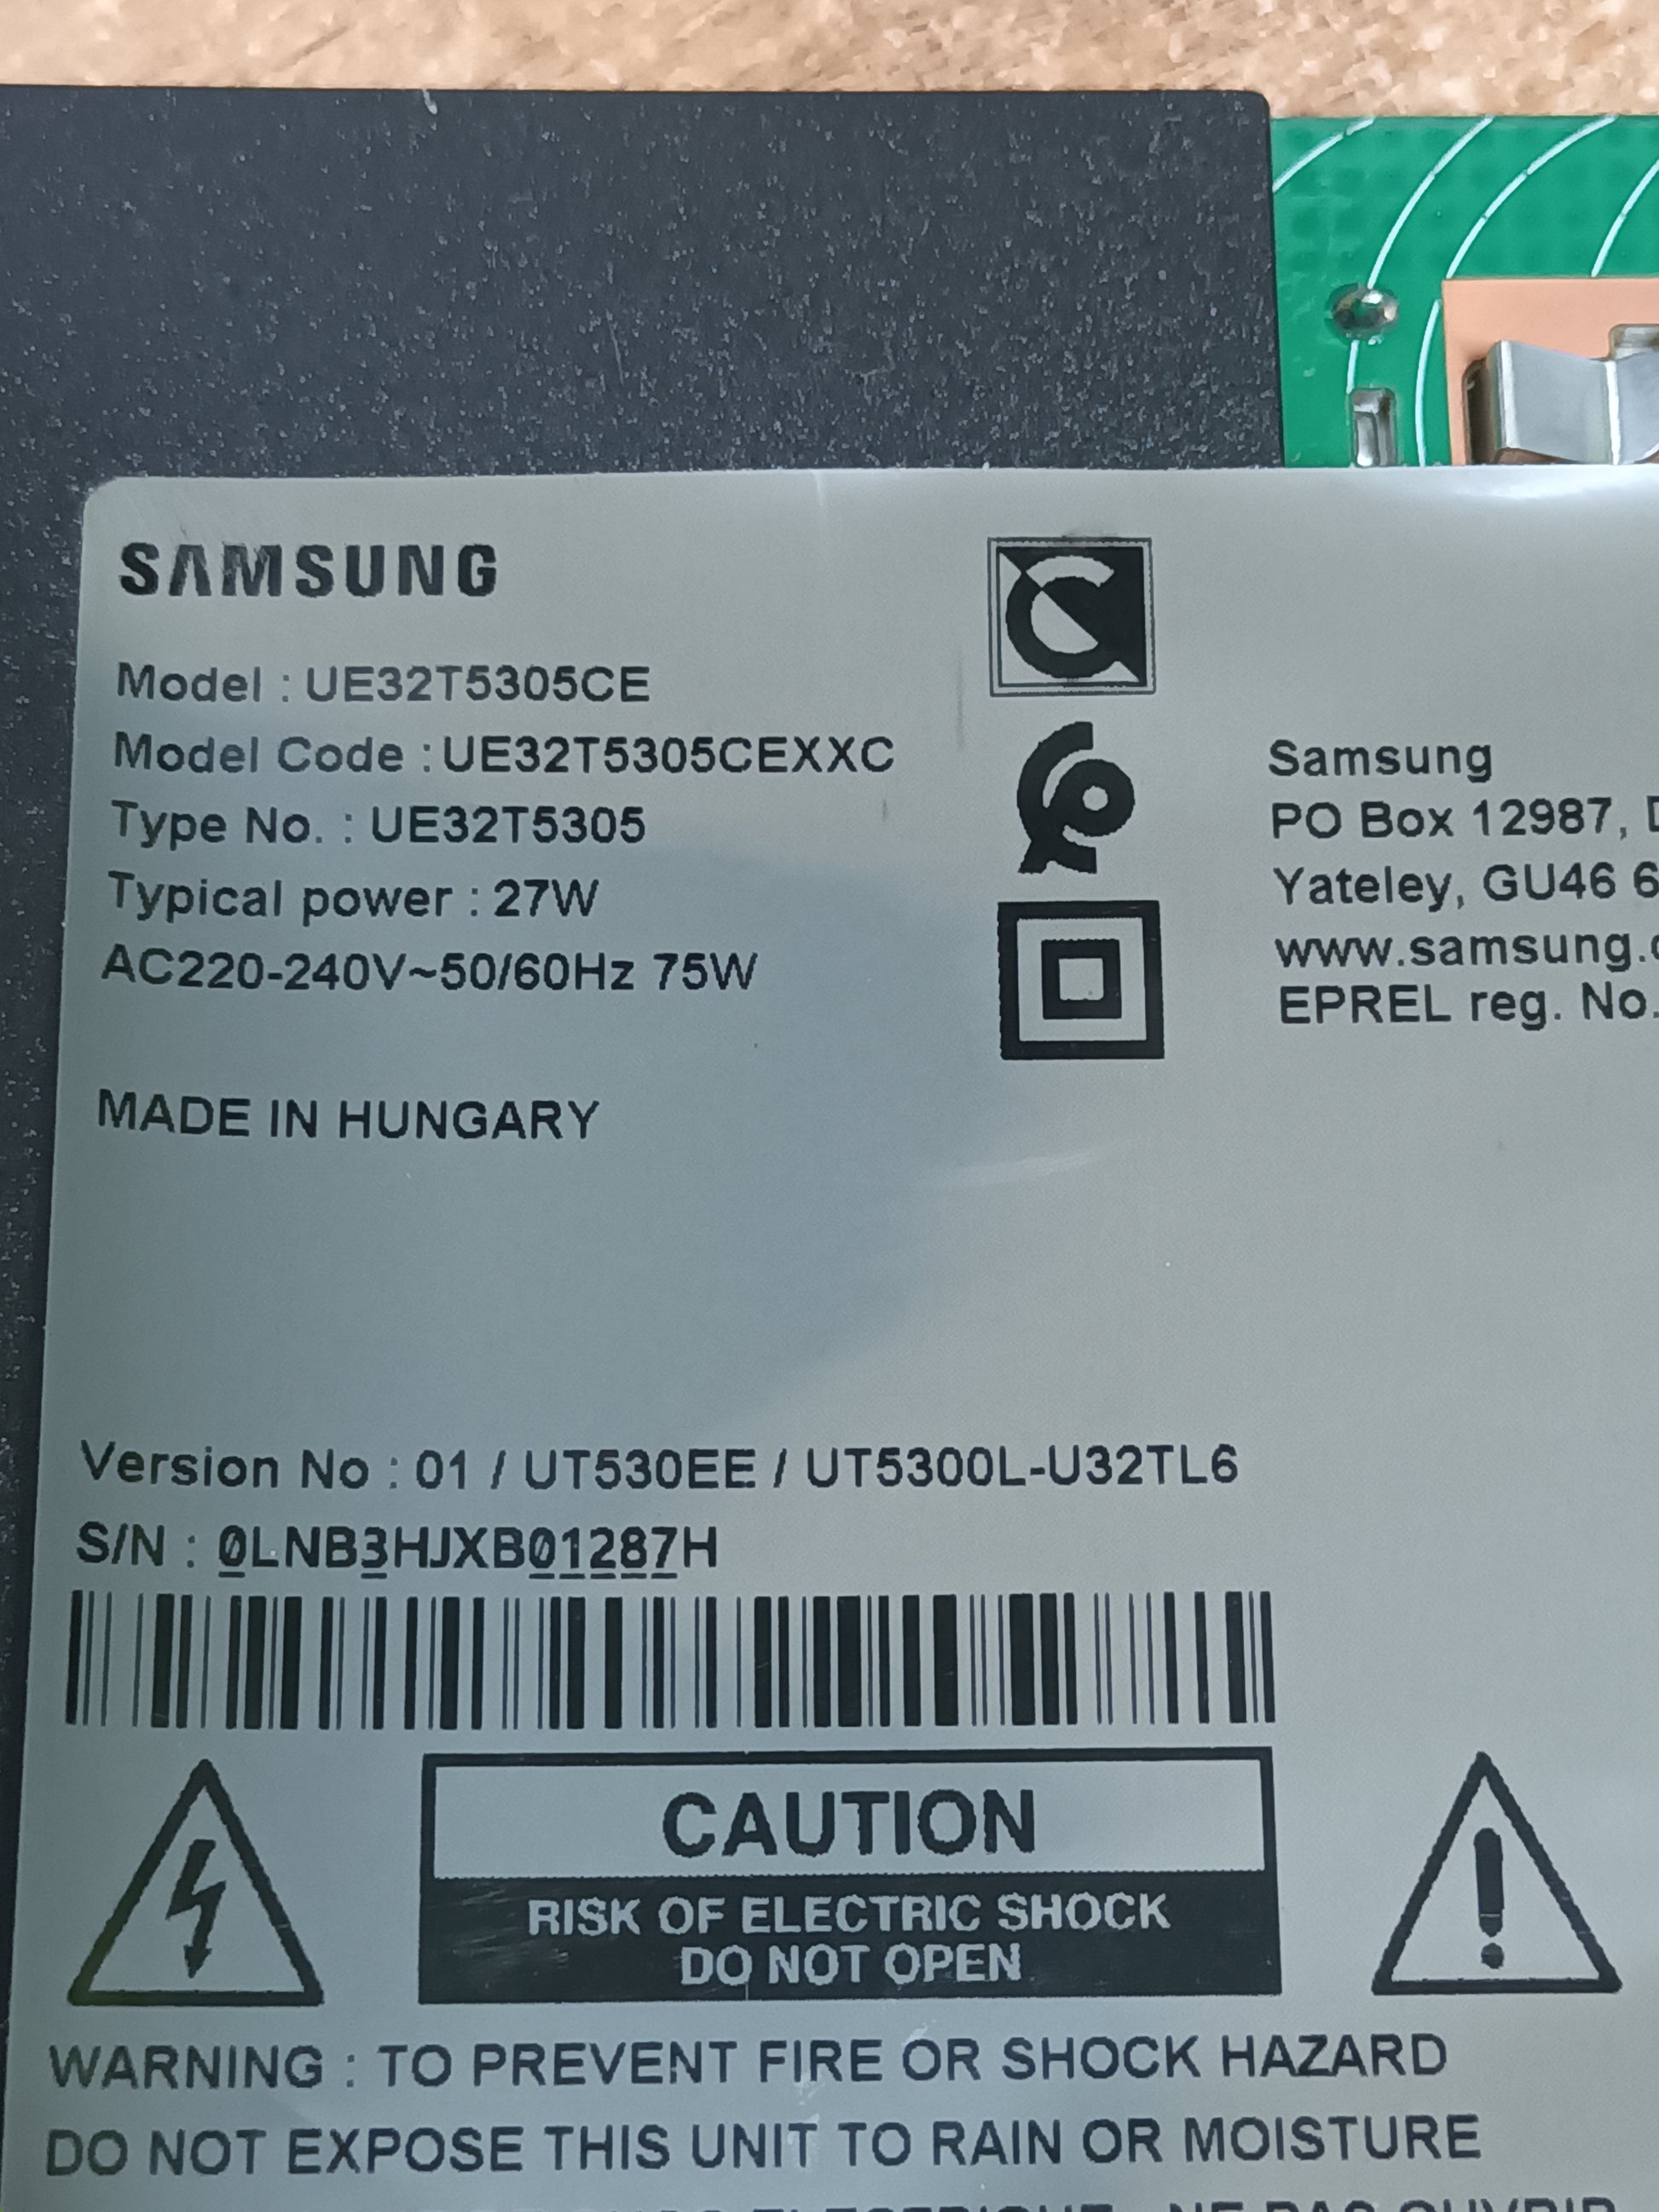 SAMSUNG
Model : UE32T5305CE
Model Code : UE32T5305CEXXC
Type No. : UE32T5305
Typical power : 27W
AC220-240V~50/60Hz 75W
MADE IN HUNGARY
Samsung
PO Box 12987,
Yateley, GU46 6
www.samsung.
EPREL reg. No.
Version No : 01 / UT530EE / UT5300L-U32TL6
S/N : 0LNB3HJXB01287H
CAUTION
RISK OF ELECTRIC SHOCK
DO NOT OPEN
WARNING : TO PREVENT FIRE OR SHOCK HAZARD
DO NOT EXPOSE THIS UNIT TO RAIN OR MOISTURE